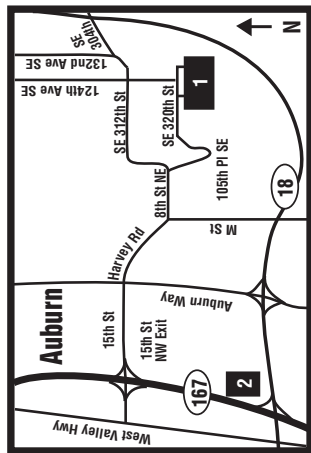 Auburn
West Valley Hwy
167
15th St
15th St
NW Exit
2
Auburn Way
Harvey Rd
M St
18
8th St NE
105th Pl SE
SE 312th St
SE 320th St
1
124th Ave SE
132nd Ave SE
SE
304th
N